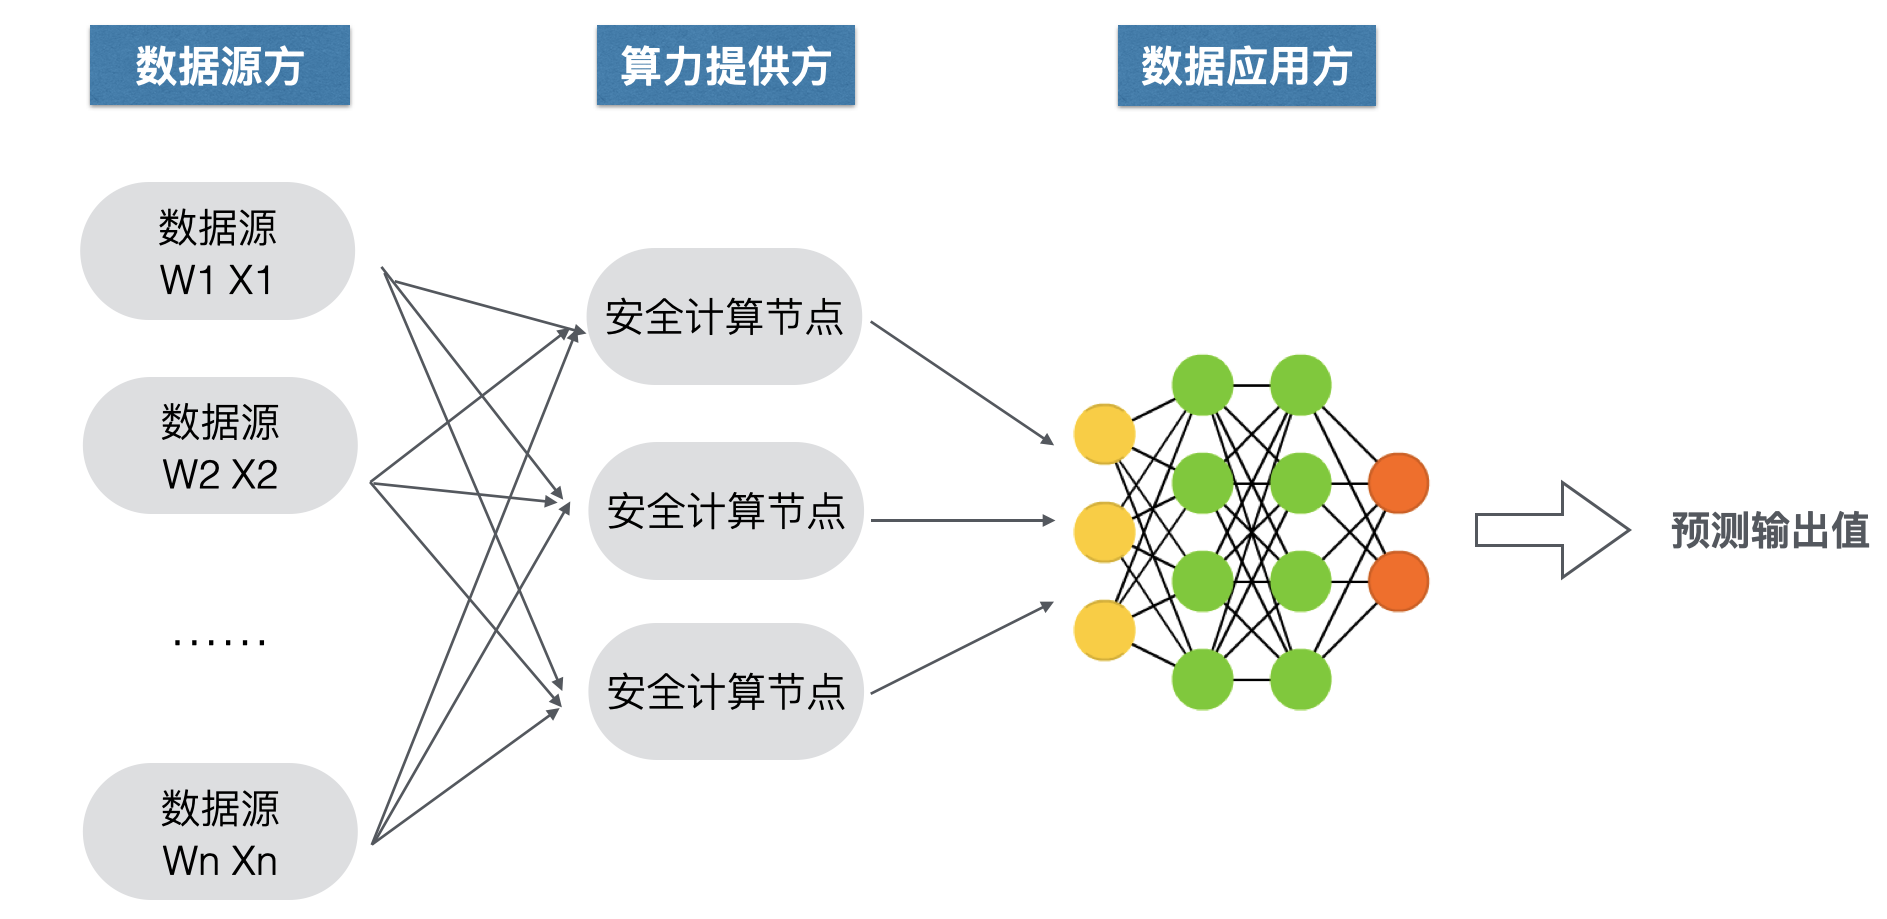 数据源方
算力提供方
数据应用方
数据源
W1 X1
数据源
W2 X2
......
数据源
Wn Xn
安全计算节点
安全计算节点
安全计算节点
预测输出值